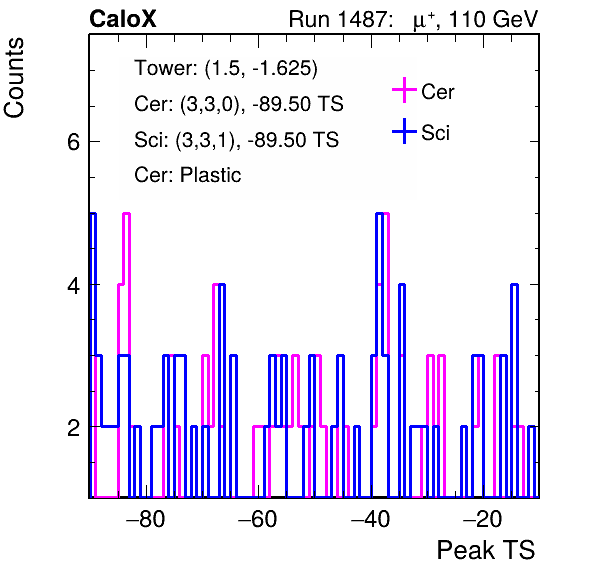 CaloX Run 1487: μ⁺, 110 GeV
Counts
Tower: (1.5, -1.625)
Cer: (3,3,0), -89.50 TS
Sci: (3,3,1), -89.50 TS
Cer: Plastic
Cer
Sci
6
4
2
−80 −60 −40 −20
Peak TS